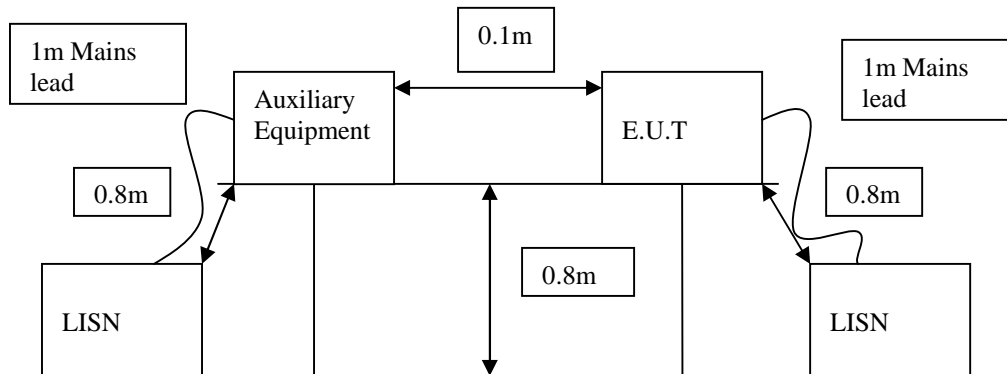 0.1m
1m Mains
lead
1m Mains
lead
Auxiliary
Equipment
E.U.T
0.8m
0.8m
0.8m
LISN
LISN